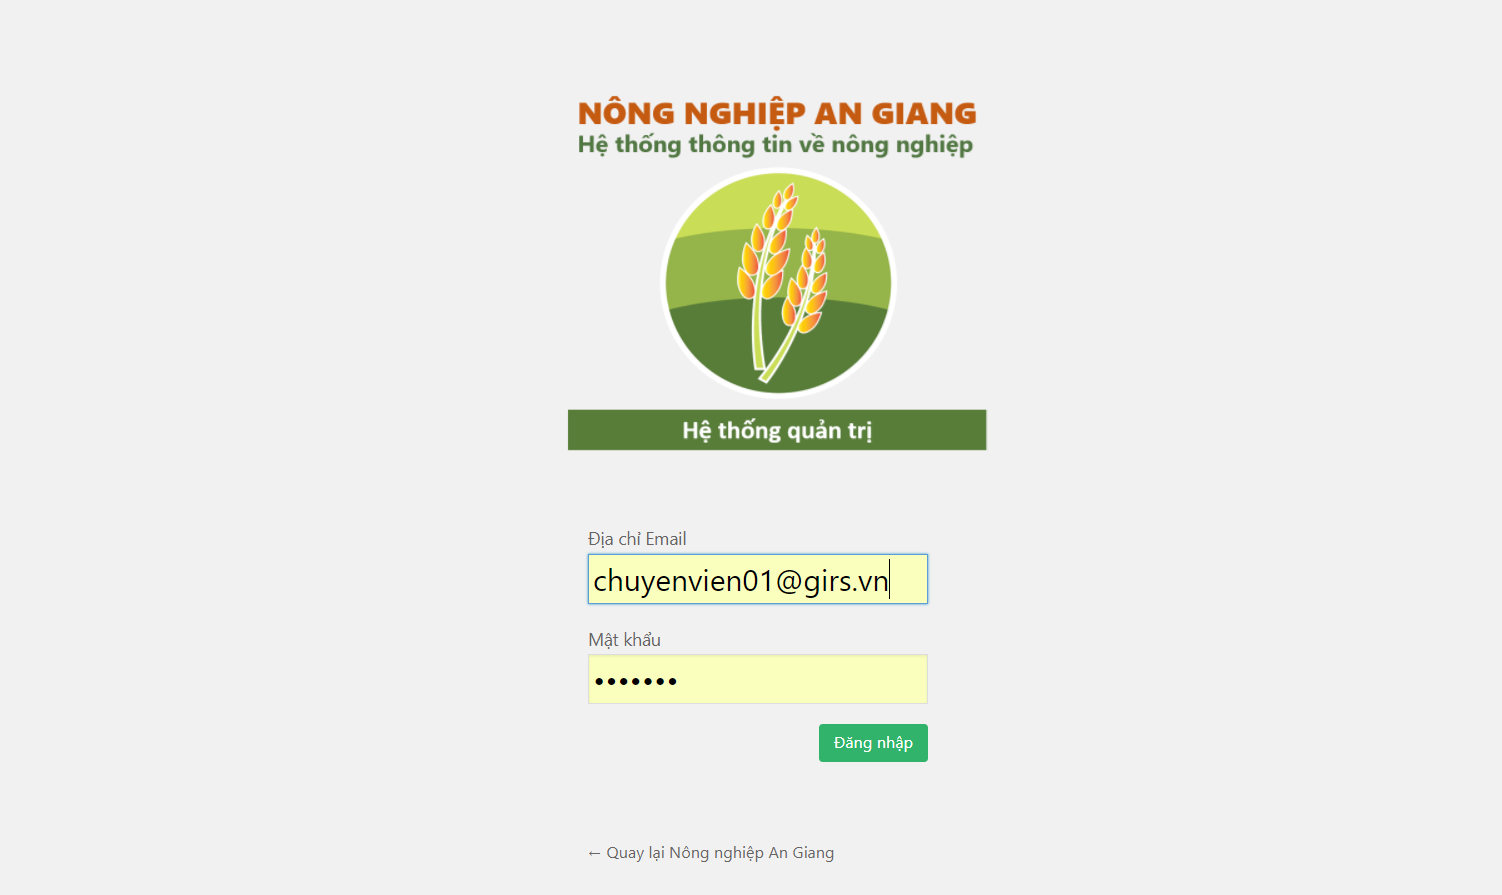 NÔNG NGHIỆP AN GIANG
Hệ thống thông tin về nông nghiệp
Hệ thống quản trị
Địa chỉ Email
chuyenvien01@girs.vn
Mật khẩu
•••••••
Đăng nhập
← Quay lại Nông nghiệp An Giang